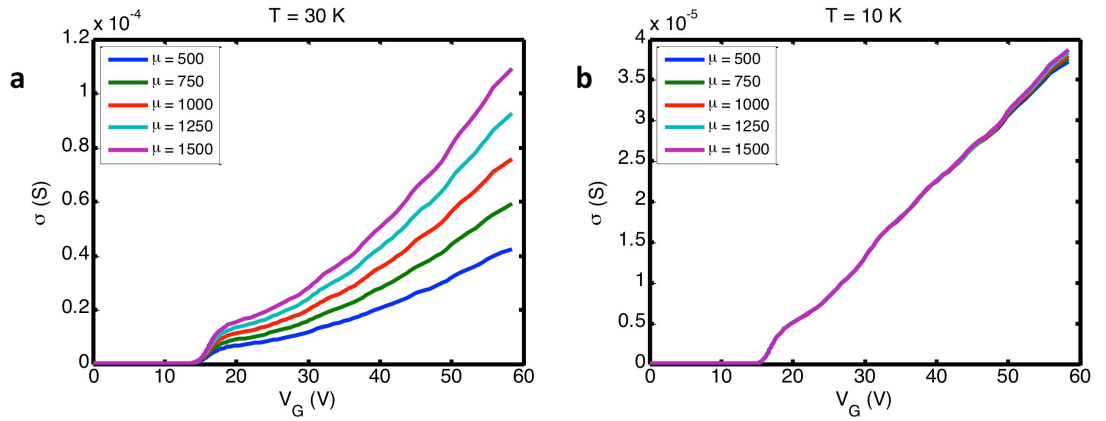 a
x 10⁻⁴
T = 30 K
1.2
1
0.8
0.6
0.4
0.2
0
σ (S)
μ = 500
μ = 750
μ = 1000
μ = 1250
μ = 1500
0 10 20 30 40 50 60
V_G (V)
b
x 10⁻⁵
T = 10 K
4
3.5
3
2.5
2
1.5
1
0.5
0
σ (S)
μ = 500
μ = 750
μ = 1000
μ = 1250
μ = 1500
0 10 20 30 40 50 60
V_G (V)